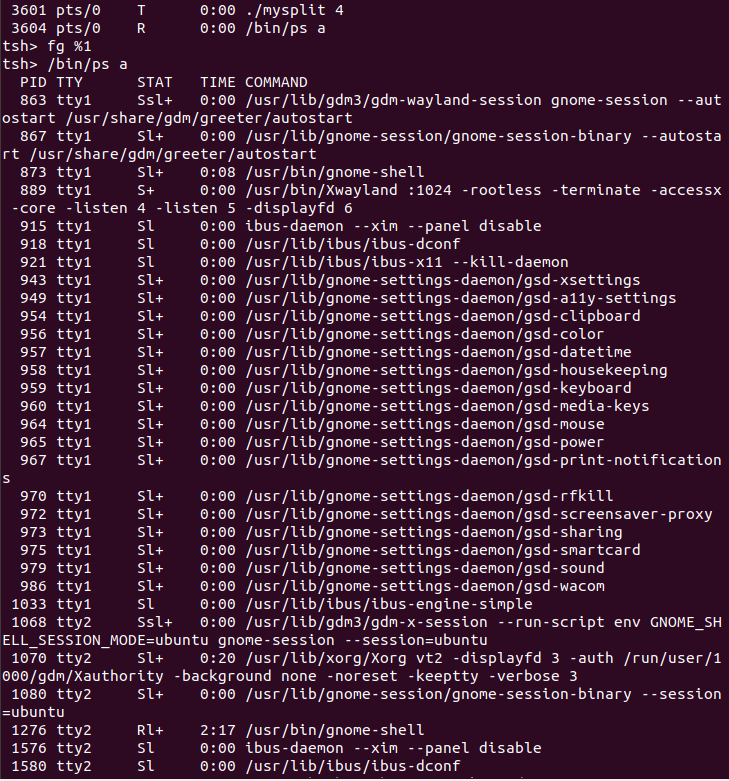 3601 pts/0    T      0:00 ./mysplit 4
3604 pts/0    R      0:00 /bin/ps a
tsh> fg %1
tsh> /bin/ps a
  PID TTY      STAT   TIME COMMAND
  863 tty1     Ssl+   0:00 /usr/lib/gdm3/gdm-wayland-session gnome-session --aut
ostart /usr/share/gdm/greeter/autostart
  867 tty1     Sl+    0:00 /usr/lib/gnome-session/gnome-session-binary --autosta
rt /usr/share/gdm/greeter/autostart
  873 tty1     Sl+    0:08 /usr/bin/gnome-shell
  889 tty1     S+     0:00 /usr/bin/Xwayland :1024 -rootless -terminate -accessx
 -core -listen 4 -listen 5 -displayfd 6
  915 tty1     Sl     0:00 ibus-daemon --xim --panel disable
  918 tty1     Sl     0:00 /usr/lib/ibus/ibus-dconf
  921 tty1     Sl     0:00 /usr/lib/ibus/ibus-x11 --kill-daemon
  943 tty1     Sl+    0:00 /usr/lib/gnome-settings-daemon/gsd-xsettings
  949 tty1     Sl+    0:00 /usr/lib/gnome-settings-daemon/gsd-a11y-settings
  954 tty1     Sl+    0:00 /usr/lib/gnome-settings-daemon/gsd-clipboard
  956 tty1     Sl+    0:00 /usr/lib/gnome-settings-daemon/gsd-color
  957 tty1     Sl+    0:00 /usr/lib/gnome-settings-daemon/gsd-datetime
  958 tty1     Sl+    0:00 /usr/lib/gnome-settings-daemon/gsd-housekeeping
  959 tty1     Sl+    0:00 /usr/lib/gnome-settings-daemon/gsd-keyboard
  960 tty1     Sl+    0:00 /usr/lib/gnome-settings-daemon/gsd-media-keys
  964 tty1     Sl+    0:00 /usr/lib/gnome-settings-daemon/gsd-mouse
  965 tty1     Sl+    0:00 /usr/lib/gnome-settings-daemon/gsd-power
  967 tty1     Sl+    0:00 /usr/lib/gnome-settings-daemon/gsd-print-notification
s
  970 tty1     Sl+    0:00 /usr/lib/gnome-settings-daemon/gsd-rfkill
  972 tty1     Sl+    0:00 /usr/lib/gnome-settings-daemon/gsd-screensaver-proxy
  973 tty1     Sl+    0:00 /usr/lib/gnome-settings-daemon/gsd-sharing
  975 tty1     Sl+    0:00 /usr/lib/gnome-settings-daemon/gsd-smartcard
  979 tty1     Sl+    0:00 /usr/lib/gnome-settings-daemon/gsd-sound
  986 tty1     Sl+    0:00 /usr/lib/gnome-settings-daemon/gsd-wacom
 1033 tty1     Sl     0:00 /usr/lib/ibus/ibus-engine-simple
 1068 tty2     Ssl+   0:00 /usr/lib/gdm3/gdm-x-session --run-script env GNOME_SH
ELL_SESSION_MODE=ubuntu gnome-session --session=ubuntu
 1070 tty2     Sl+    0:20 /usr/lib/xorg/Xorg vt2 -displayfd 3 -auth /run/user/1
000/gdm/Xauthority -background none -noreset -keeptty -verbose 3
 1080 tty2     Sl+    0:00 /usr/lib/gnome-session/gnome-session-binary --session
=ubuntu
 1276 tty2     Rl+    2:17 /usr/bin/gnome-shell
 1576 tty2     Sl     0:00 ibus-daemon --xim --panel disable
 1580 tty2     Sl     0:00 /usr/lib/ibus/ibus-dconf